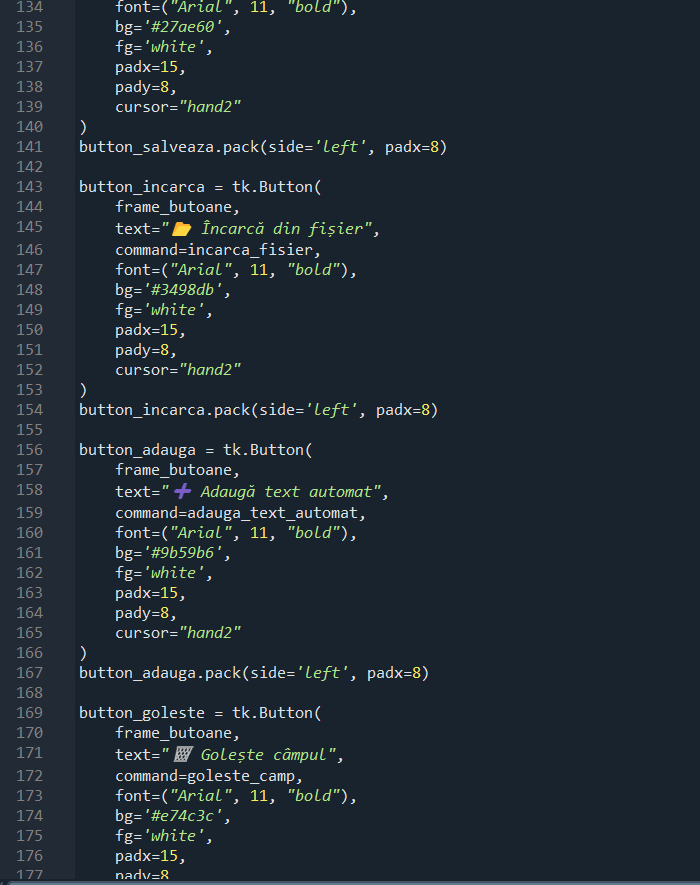 134 font=("Arial", 11, "bold"),
135 bg='#27ae60',
136 fg='white',
137 padx=15,
138 pady=8,
139 cursor="hand2"
140 )
141 button_salveaza.pack(side='left', padx=8)
142
143 button_incarca = tk.Button(
144 frame_butoane,
145 text="📂 Încarcă din fișier",
146 command=incarca_fisier,
147 font=("Arial", 11, "bold"),
148 bg='#3498db',
149 fg='white',
150 padx=15,
151 pady=8,
152 cursor="hand2"
153 )
154 button_incarca.pack(side='left', padx=8)
155
156 button_adauga = tk.Button(
157 frame_butoane,
158 text="➕ Adaugă text automat",
159 command=adauga_text_automat,
160 font=("Arial", 11, "bold"),
161 bg='#9b59b6',
162 fg='white',
163 padx=15,
164 pady=8,
165 cursor="hand2"
166 )
167 button_adauga.pack(side='left', padx=8)
168
169 button_goleste = tk.Button(
170 frame_butoane,
171 text="🗑 Golește câmpul",
172 command=goleste_camp,
173 font=("Arial", 11, "bold"),
174 bg='#e74c3c',
175 fg='white',
176 padx=15,
177 pady=8